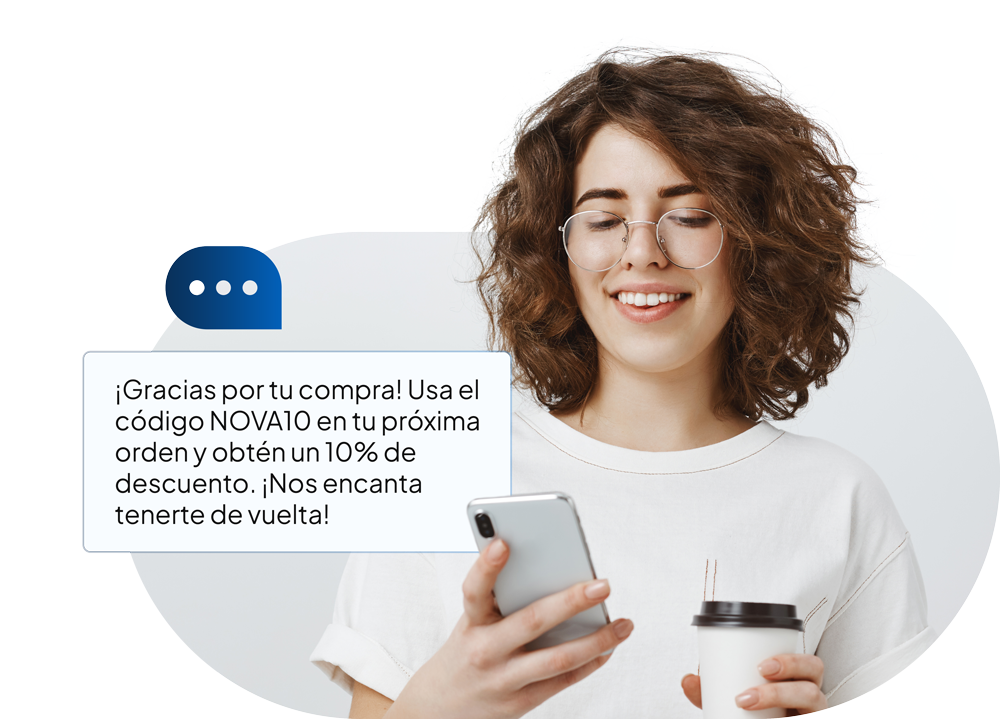 ¡Gracias por tu compra! Usa el
código NOVA10 en tu próxima
orden y obtén un 10% de
descuento. ¡Nos encanta
tenerte de vuelta!